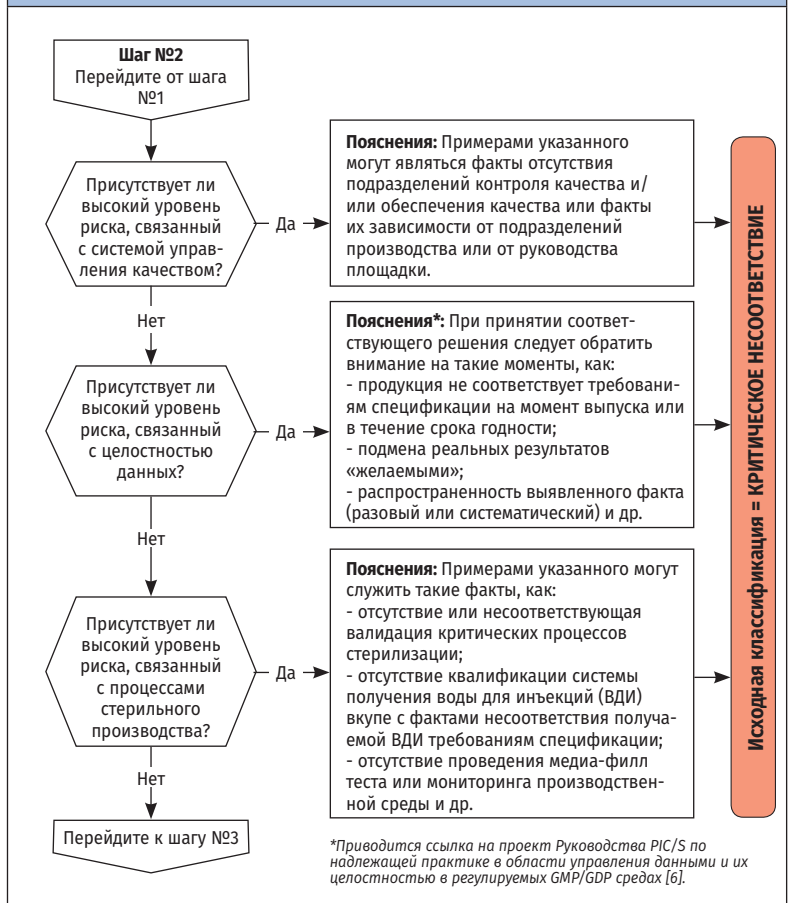 Шаг №2
Перейдите от шага
№1
Присутствует ли
высокий уровень
риска, связанный
с системой управ-
ления качеством?
Да
Пояснения: Примерами указанного
могут являться факты отсутствия
подразделений контроля качества и/
или обеспечения качества или факты
их зависимости от подразделений
производства или от руководства
площадки.
Нет
Присутствует ли
высокий уровень
риска, связанный
с целостностью
данных?
Да
Пояснения*: При принятии соответ-
ствующего решения следует обратить
внимание на такие моменты, как:
- продукция не соответствует требовани-
ям спецификации на момент выпуска или
в течение срока годности;
- подмена реальных результатов
«желаемыми»;
- распространенность выявленного факта
(разовый или систематический) и др.
Нет
Присутствует ли
высокий уровень
риска, связанный
с процессами
стерильного
производства?
Да
Пояснения: Примерами указанного могут
служить такие факты, как:
- отсутствие или несоответствующая
валидация критических процессов
стерилизации;
- отсутствие квалификации системы
получения воды для инъекций (ВДИ)
вкупе с фактами несоответствия получа-
емой ВДИ требованиям спецификации;
- отсутствие проведения медиа-филл
теста или мониторинга производствен-
ной среды и др.
Нет
Перейдите к шагу №3
Исходная классификация = КРИТИЧЕСКОЕ НЕСООТВЕТСТВИЕ
*Приводится ссылка на проект Руководства PIC/S по
надлежащей практике в области управления данными и их
целостностью в регулируемых GMP/GDP средах [6].